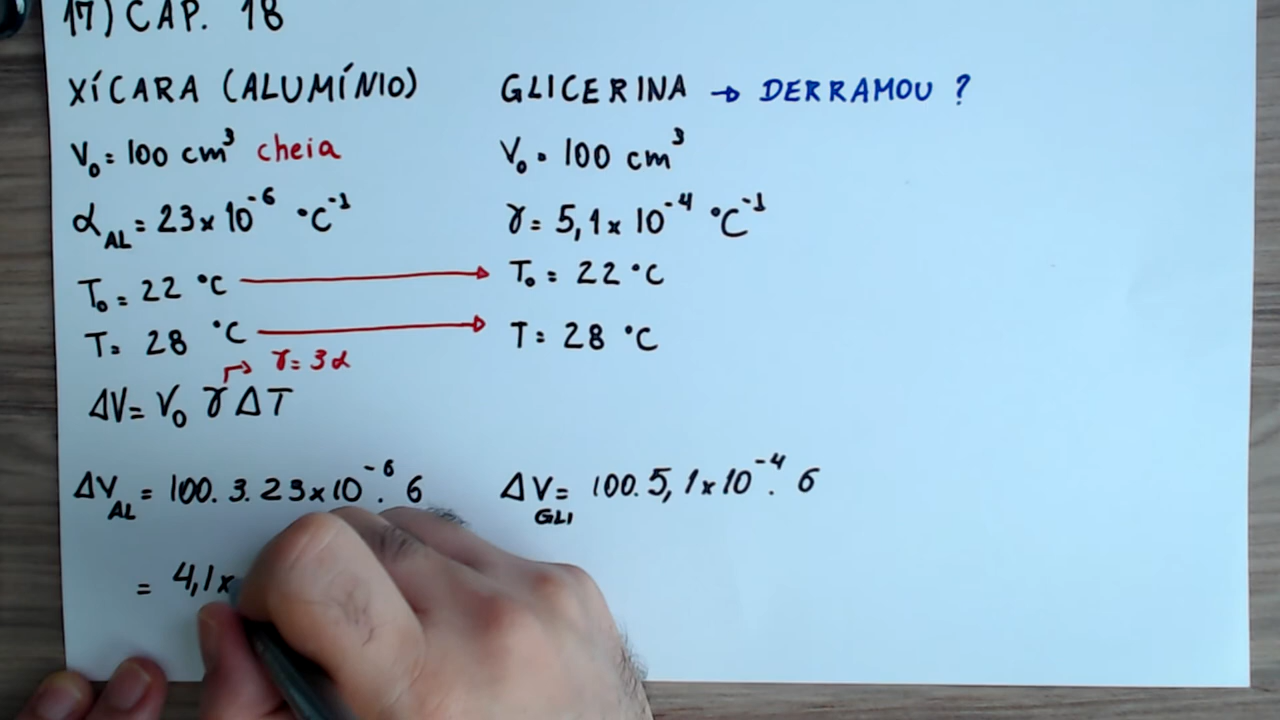 17) CAP. 18
XÍCARA (ALUMÍNIO) GLICERINA → DERRAMOU ?
V₀ = 100 cm³ cheia V₀ = 100 cm³
α_AL = 23 x 10⁻⁶ °C⁻¹ γ = 5,1 x 10⁻⁴ °C⁻¹
T₀ = 22 °C → T₀ = 22 °C
T = 28 °C → T = 28 °C
→ γ = 3α
ΔV = V₀ γ ΔT
ΔV_AL = 100 . 3 . 23 x 10⁻⁶ . 6 ΔV_GLI = 100 . 5,1 x 10⁻⁴ . 6
= 4,1 x